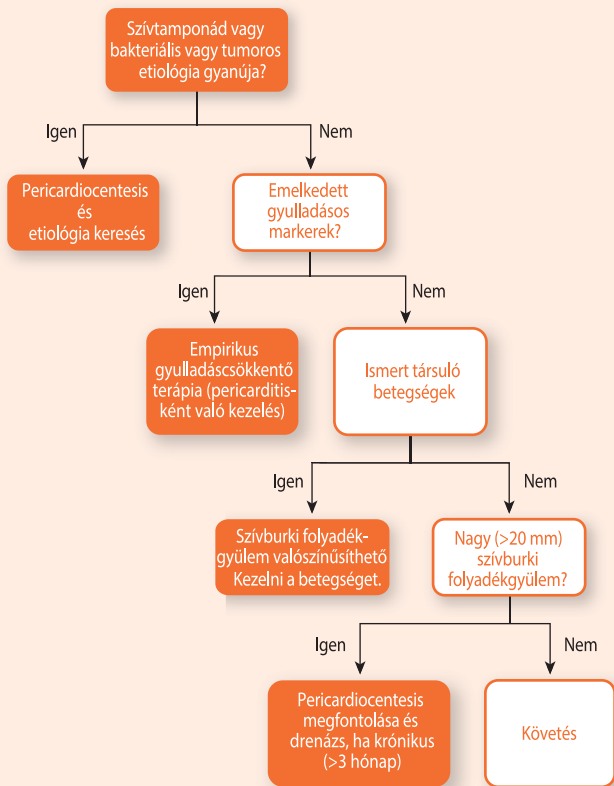 Szívtamponád vagy
bakteriális vagy tumoros
etiológia gyanúja?
Igen
Nem
Pericardiocentesis
és
etiológia keresés
Emelkedett
gyulladásos
markerek?
Igen
Nem
Empirikus
gyulladáscsökkentő
terápia (pericarditis-
ként való kezelés)
Ismert társuló
betegségek
Igen
Nem
Szívburki folyadék-
gyülem valószínűsíthető
Kezelni a betegséget.
Nagy (>20 mm)
szívburki
folyadékgyülem?
Igen
Nem
Pericardiocentesis
megfontolása és
drenázs, ha krónikus
(>3 hónap)
Követés